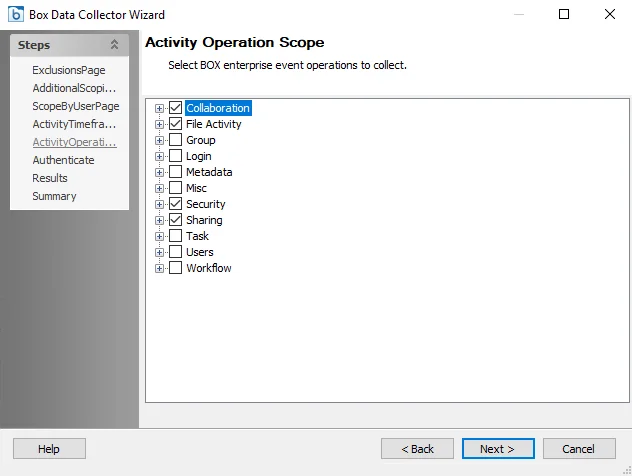 Box Data Collector Wizard
Steps
ExclusionsPage
AdditionalScopi...
ScopeByUserPage
ActivityTimefra...
ActivityOperati...
Authenticate
Results
Summary
Activity Operation Scope
Select BOX enterprise event operations to collect.
Collaboration
File Activity
Group
Login
Metadata
Misc
Security
Sharing
Task
Users
Workflow
Help
< Back
Next >
Cancel